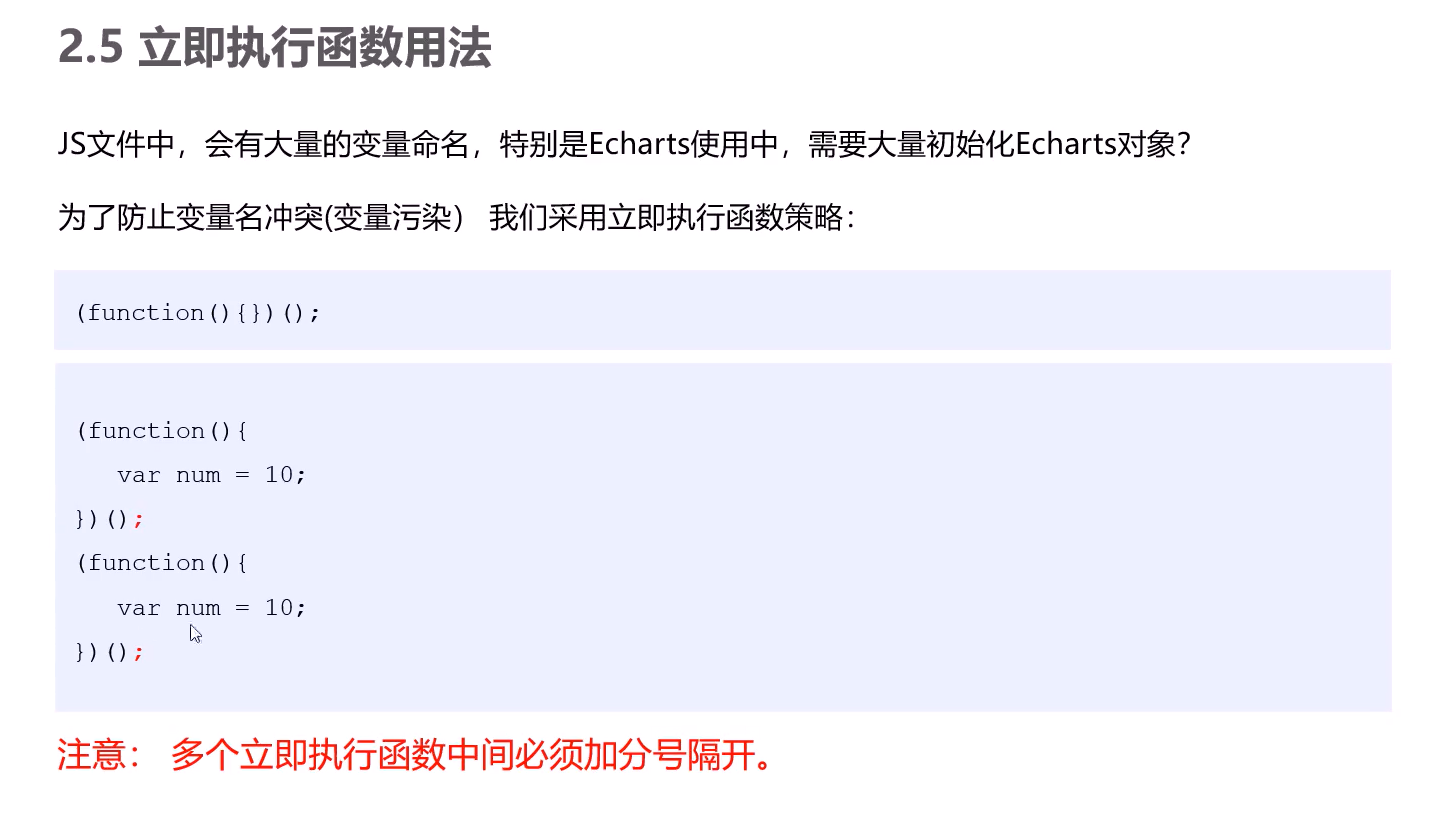 2.5 立即执行函数用法
JS文件中，会有大量的变量命名，特别是Echarts使用中，需要大量初始化Echarts对象？
为了防止变量名冲突(变量污染） 我们采用立即执行函数策略：
(function(){})();
(function(){
   var num = 10;
})();
(function(){
   var num = 10;
})();
注意： 多个立即执行函数中间必须加分号隔开。